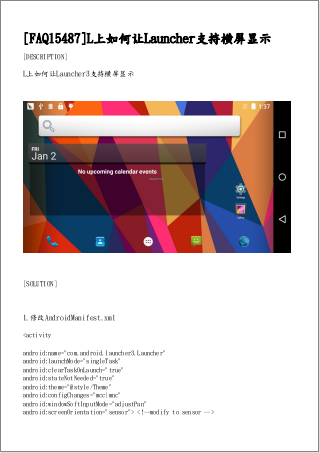 [FAQ15487]L上如何让Launcher支持横屏显示
[DESCRIPTION]
L上如何让Launcher3支持横屏显示
1:37
FRI
Jan 2
No upcoming calendar events
[SOLUTION]
1.修改AndroidManifest.xml
<activity
android:name="com.android.launcher3.Launcher"
android:launchMode="singleTask"
android:clearTaskOnLaunch="true"
android:stateNotNeeded="true"
android:theme="@style/Theme"
android:configChanges="mcc|mnc"
android:windowSoftInputMode="adjustPan"
android:screenOrientation="sensor"> <!--modify to sensor -->